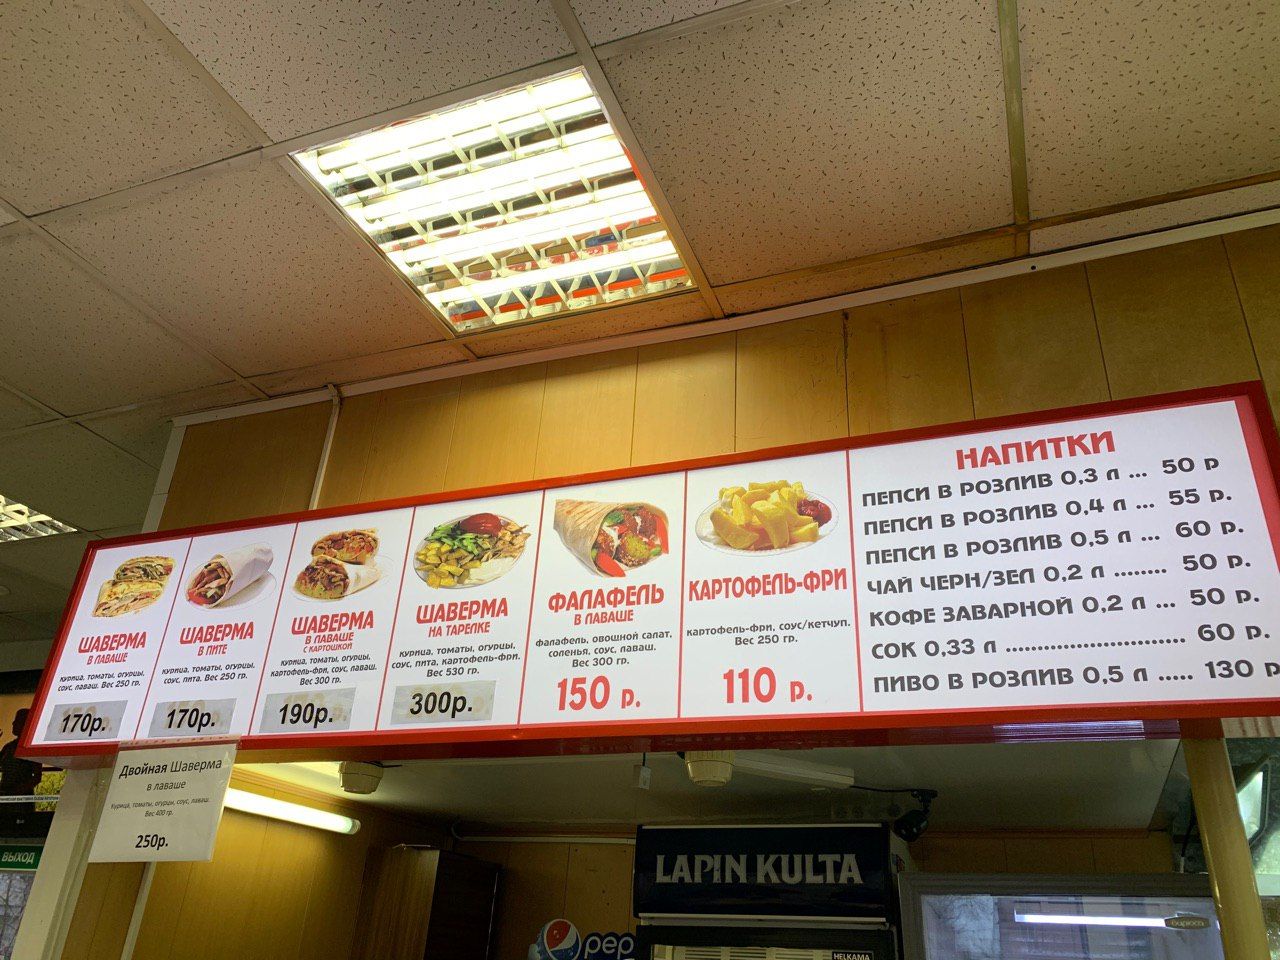 ШАВЕРМА
В ЛАВАШЕ
курица, томаты, огурцы,
соус, лаваш. Вес 250 гр.
170р.
ШАВЕРМА
В ПИТЕ
курица, томаты, огурцы,
соус, пита. Вес 250 гр.
170р.
ШАВЕРМА
В ЛАВАШЕ
С КАРТОШКОЙ
курица, томаты, огурцы,
картофель-фри, соус, лаваш.
Вес 300 гр.
190р.
ШАВЕРМА
НА ТАРЕЛКЕ
курица, томаты, огурцы,
соус, пита, картофель-фри.
Вес 530 гр.
300р.
ФАЛАФЕЛЬ
В ЛАВАШЕ
фалафель, овощной салат,
соленья, соус, лаваш.
Вес 300 гр.
150 р.
КАРТОФЕЛЬ-ФРИ
картофель-фри, соус/кетчуп.
Вес 250 гр.
110 р.
НАПИТКИ
ПЕПСИ В РОЗЛИВ 0,3 л ... 50 р
ПЕПСИ В РОЗЛИВ 0,4 л ... 55 р.
ПЕПСИ В РОЗЛИВ 0,5 л ... 60 р.
ЧАЙ ЧЕРН/ЗЕЛ 0,2 л ........ 50 р.
КОФЕ ЗАВАРНОЙ 0,2 л ... 50 р.
СОК 0,33 л ........................... 60 р.
ПИВО В РОЗЛИВ 0,5 л ..... 130 р
Двойная Шаверма
в лаваше
Курица, томаты, огурцы, соус, лаваш.
Вес 400 гр.
250р.
ВЫХОД
LAPIN KULTA
pep
HELKAMA